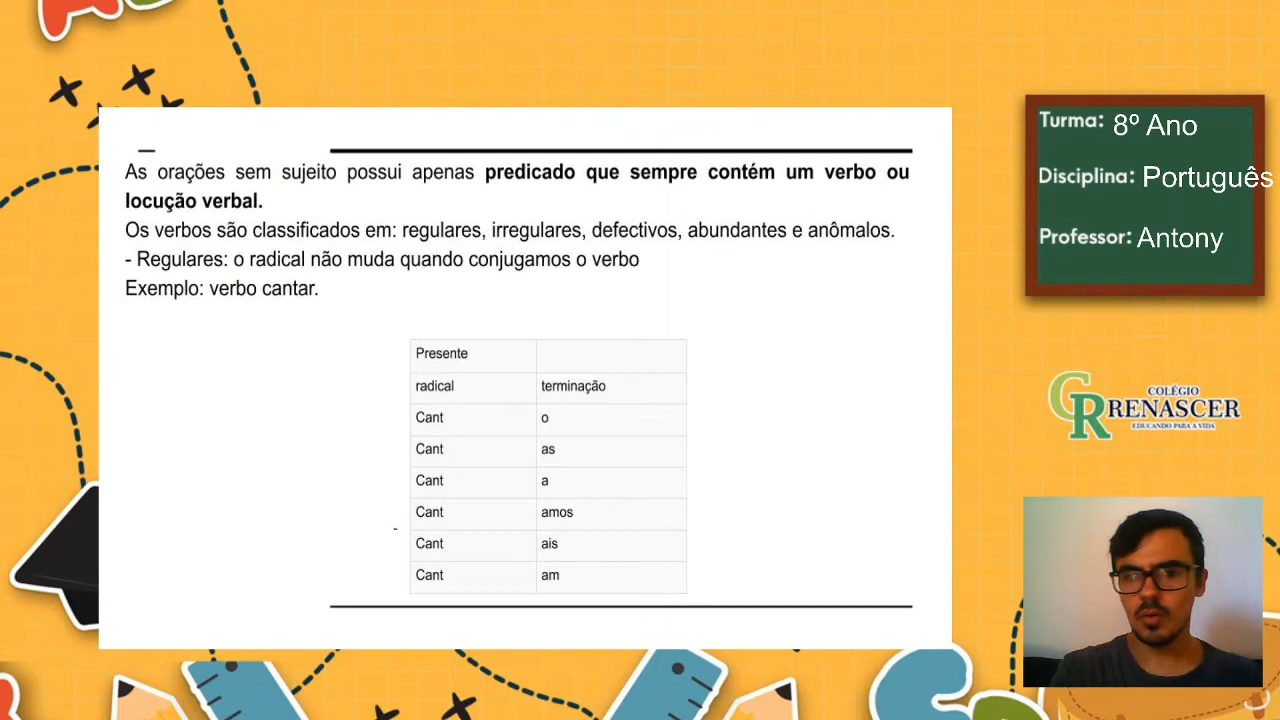 As orações sem sujeito possui apenas predicado que sempre contém um verbo ou
locução verbal.
Os verbos são classificados em: regulares, irregulares, defectivos, abundantes e anômalos.
- Regulares: o radical não muda quando conjugamos o verbo
Exemplo: verbo cantar.
Presente
radical terminação
Cant o
Cant as
Cant a
Cant amos
Cant ais
Cant am
-
Turma: 8º Ano
Disciplina: Português
Professor: Antony
CR
COLÉGIO
RENASCER
EDUCANDO PARA A VIDA